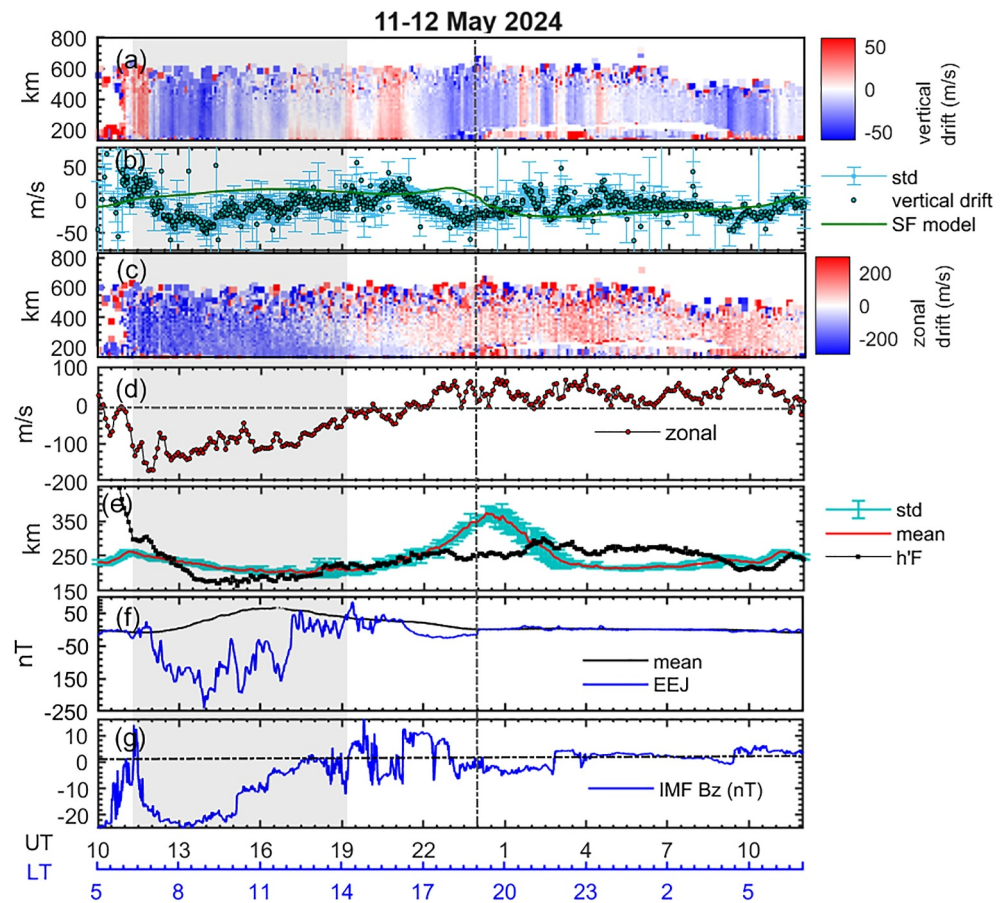 11-12 May 2024
(a)
800
600
400
200
km
50
0
-50
vertical
drift (m/s)
(b)
50
0
-50
m/s
std
vertical drift
SF model
(c)
800
600
400
200
km
200
0
-200
zonal
drift (m/s)
(d)
100
0
-100
-200
m/s
zonal
(e)
350
250
150
km
std
mean
h'F
(f)
50
-50
150
-250
nT
mean
EEJ
(g)
10
0
-10
-20
IMF Bz (nT)
UT
10 13 16 19 22 1 4 7 10
LT
5 8 11 14 17 20 23 2 5